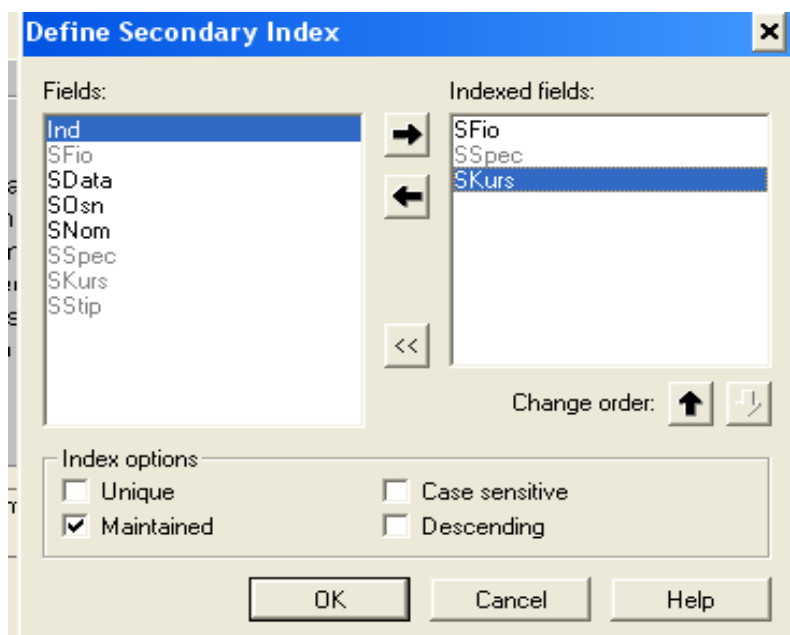 Define Secondary Index
Fields:
Ind
SFio
SData
SOsn
SNom
SSpec
SKurs
SStip
Indexed fields:
SFio
SSpec
SKurs
<<
Change order:
Index options
Unique
Maintained
Case sensitive
Descending
OK
Cancel
Help